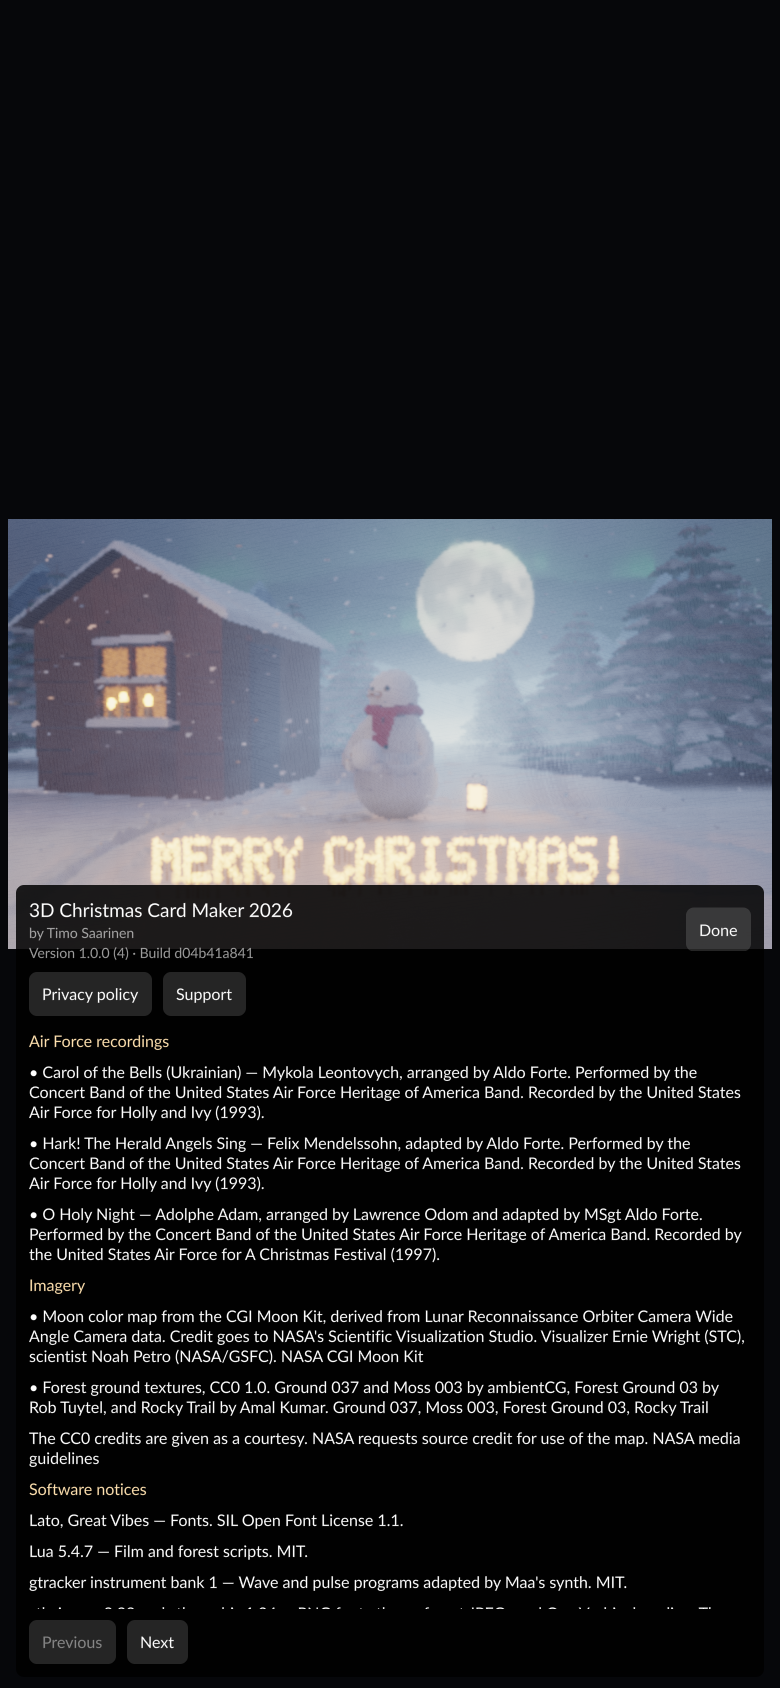 MERRY CHRISTMAS!
3D Christmas Card Maker 2026
by Timo Saarinen
Done
Version 1.0.0 (4) · Build d04b41a841
Privacy policy
Support
Air Force recordings
• Carol of the Bells (Ukrainian) — Mykola Leontovych, arranged by Aldo Forte. Performed by the
Concert Band of the United States Air Force Heritage of America Band. Recorded by the United States
Air Force for Holly and Ivy (1993).
• Hark! The Herald Angels Sing — Felix Mendelssohn, adapted by Aldo Forte. Performed by the
Concert Band of the United States Air Force Heritage of America Band. Recorded by the United States
Air Force for Holly and Ivy (1993).
• O Holy Night — Adolphe Adam, arranged by Lawrence Odom and adapted by MSgt Aldo Forte.
Performed by the Concert Band of the United States Air Force Heritage of America Band. Recorded by
the United States Air Force for A Christmas Festival (1997).
Imagery
• Moon color map from the CGI Moon Kit, derived from Lunar Reconnaissance Orbiter Camera Wide
Angle Camera data. Credit goes to NASA's Scientific Visualization Studio. Visualizer Ernie Wright (STC),
scientist Noah Petro (NASA/GSFC). NASA CGI Moon Kit
• Forest ground textures, CC0 1.0. Ground 037 and Moss 003 by ambientCG, Forest Ground 03 by
Rob Tuytel, and Rocky Trail by Amal Kumar. Ground 037, Moss 003, Forest Ground 03, Rocky Trail
The CC0 credits are given as a courtesy. NASA requests source credit for use of the map. NASA media
guidelines
Software notices
Lato, Great Vibes — Fonts. SIL Open Font License 1.1.
Lua 5.4.7 — Film and forest scripts. MIT.
gtracker instrument bank 1 — Wave and pulse programs adapted by Maa's synth. MIT.
Previous
Next